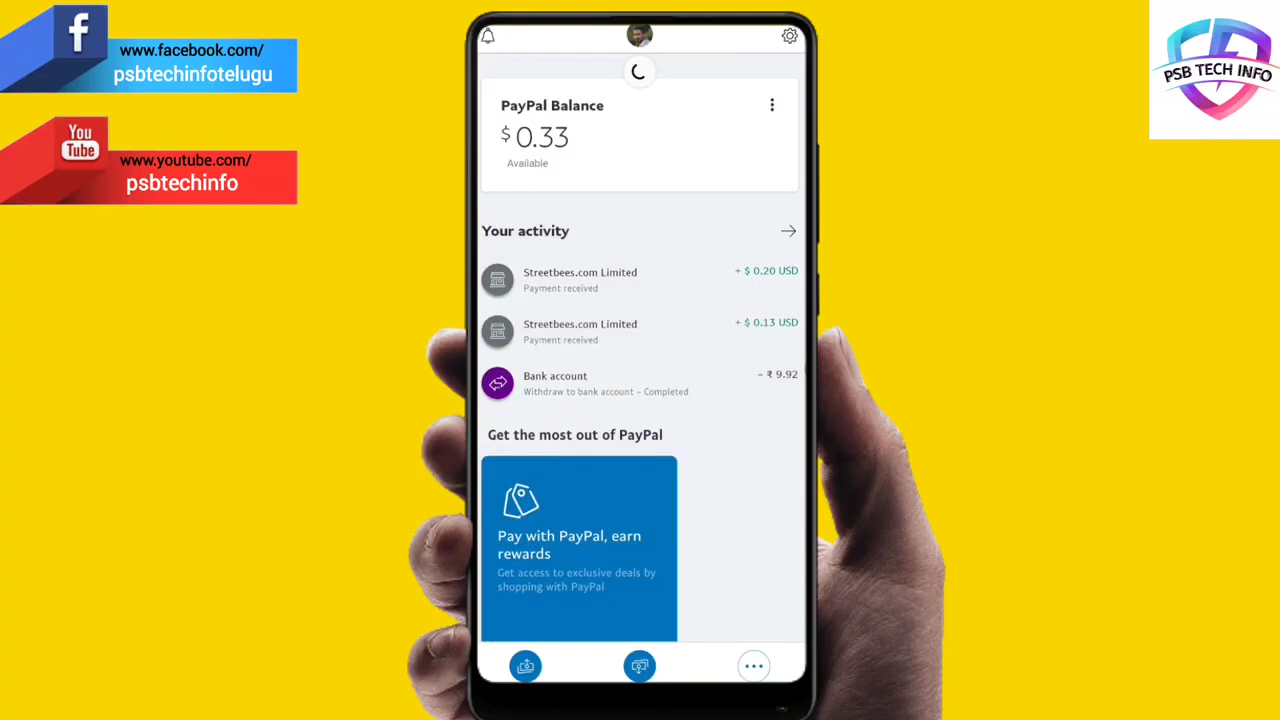 f
www.facebook.com/
psbtechinfotelugu
You
Tube
www.youtube.com/
psbtechinfo
PSB TECH INFO
PayPal Balance
$ 0.33
Available
Your activity
Streetbees.com Limited
+ $ 0.20 USD
Payment received
Streetbees.com Limited
+ $ 0.13 USD
Payment received
Bank account
- ₹ 9.92
Withdraw to bank account - Completed
Get the most out of PayPal
Pay with PayPal, earn
rewards
Get access to exclusive deals by
shopping with PayPal